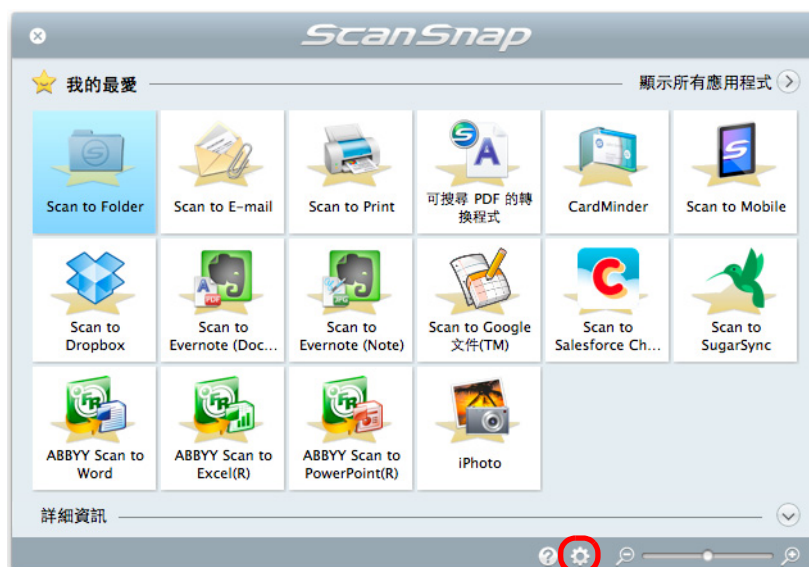 ScanSnap
我的最愛
顯示所有應用程式
Scan to Folder
Scan to E-mail
Scan to Print
可搜尋 PDF 的轉
換程式
CardMinder
Scan to Mobile
Scan to
Dropbox
Scan to
Evernote (Doc...
Scan to
Evernote (Note)
Scan to Google
文件(TM)
Scan to
Salesforce Ch...
Scan to
SugarSync
ABBYY Scan to
Word
ABBYY Scan to
Excel(R)
ABBYY Scan to
PowerPoint(R)
iPhoto
詳細資訊